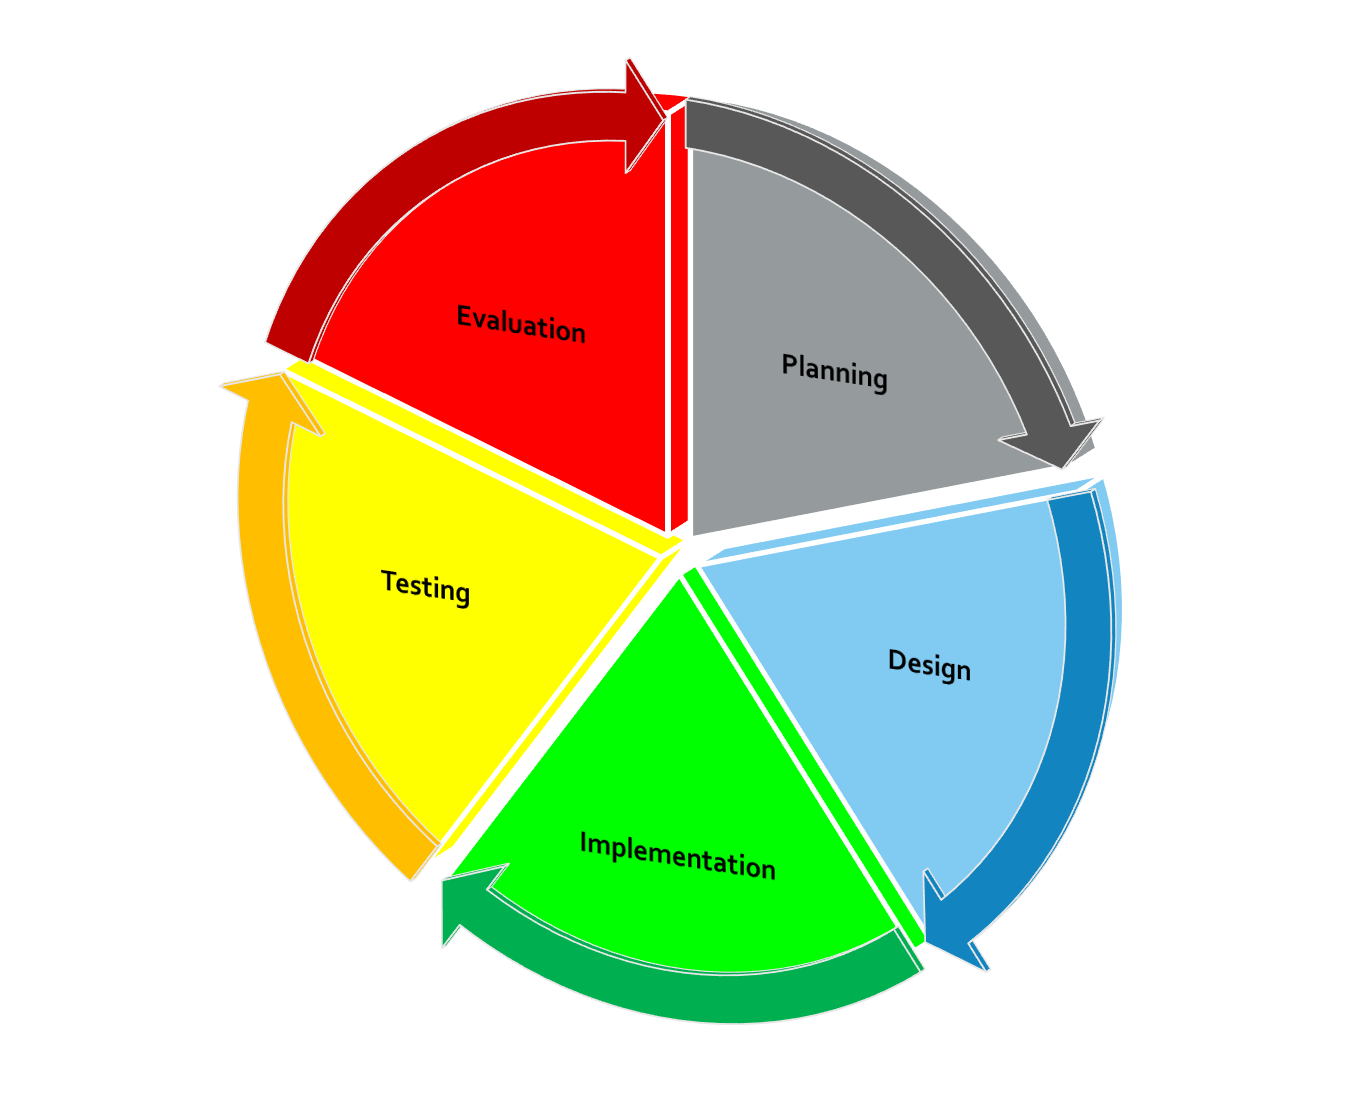 Evaluation
Planning
Testing
Design
Implementation